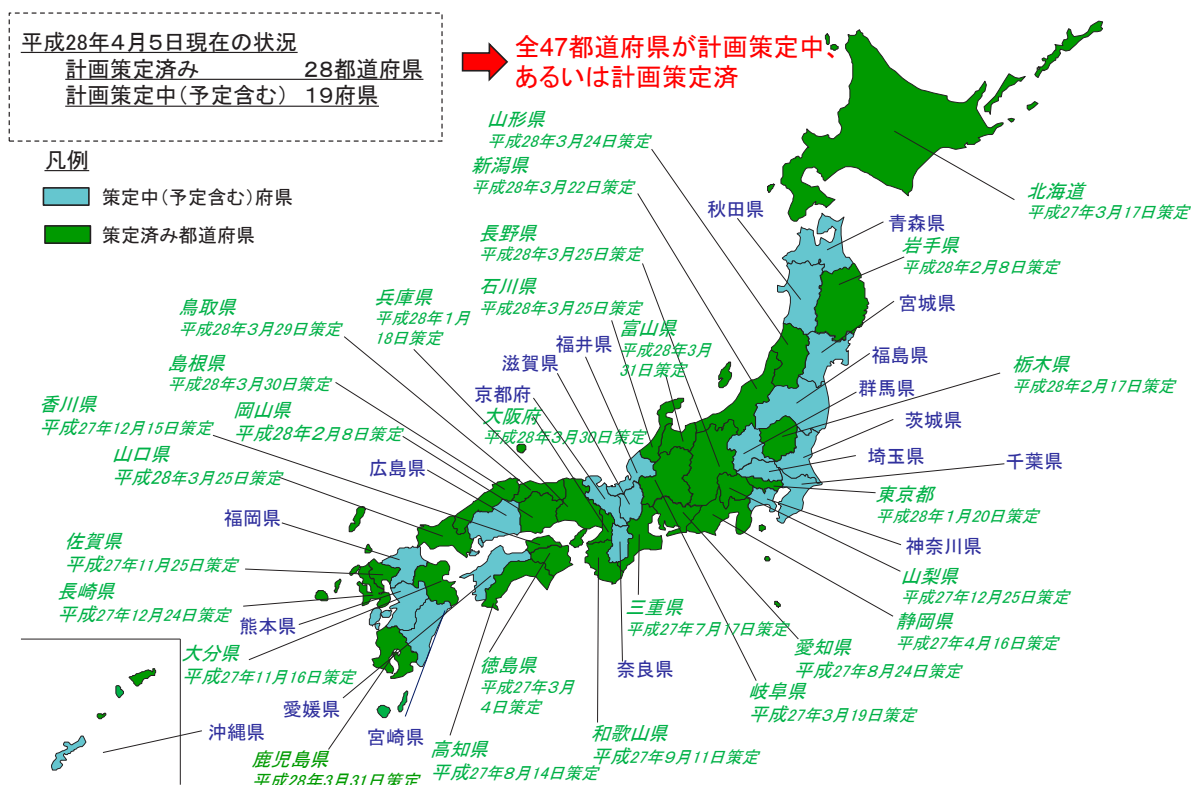 平成28年4月5日現在の状況
計画策定済み 28都道府県
計画策定中(予定含む) 19府県
全47都道府県が計画策定中、
あるいは計画策定済
凡例
策定中(予定含む)府県
策定済み都道府県
山形県
平成28年3月24日策定
新潟県
平成28年3月22日策定
長野県
平成28年3月25日策定
石川県
平成28年3月25日策定
富山県
平成28年3月
31日策定
秋田県
北海道
平成27年3月17日策定
青森県
岩手県
平成28年2月8日策定
宮城県
福島県
群馬県
栃木県
平成28年2月17日策定
茨城県
埼玉県
千葉県
東京都
平成28年1月20日策定
神奈川県
山梨県
平成27年12月25日策定
静岡県
平成27年4月16日策定
愛知県
平成27年8月24日策定
岐阜県
平成27年3月19日策定
三重県
平成27年7月17日策定
奈良県
和歌山県
平成27年9月11日策定
兵庫県
平成28年1月
18日策定
福井県
滋賀県
京都府
大阪府
平成28年3月30日策定
鳥取県
平成28年3月29日策定
島根県
平成28年3月30日策定
岡山県
平成28年2月8日策定
香川県
平成27年12月15日策定
山口県
平成28年3月25日策定
広島県
福岡県
佐賀県
平成27年11月25日策定
長崎県
平成27年12月24日策定
熊本県
大分県
平成27年11月16日策定
愛媛県
徳島県
平成27年3月
4日策定
宮崎県
高知県
平成27年8月14日策定
鹿児島県
平成28年3月31日策定
沖縄県